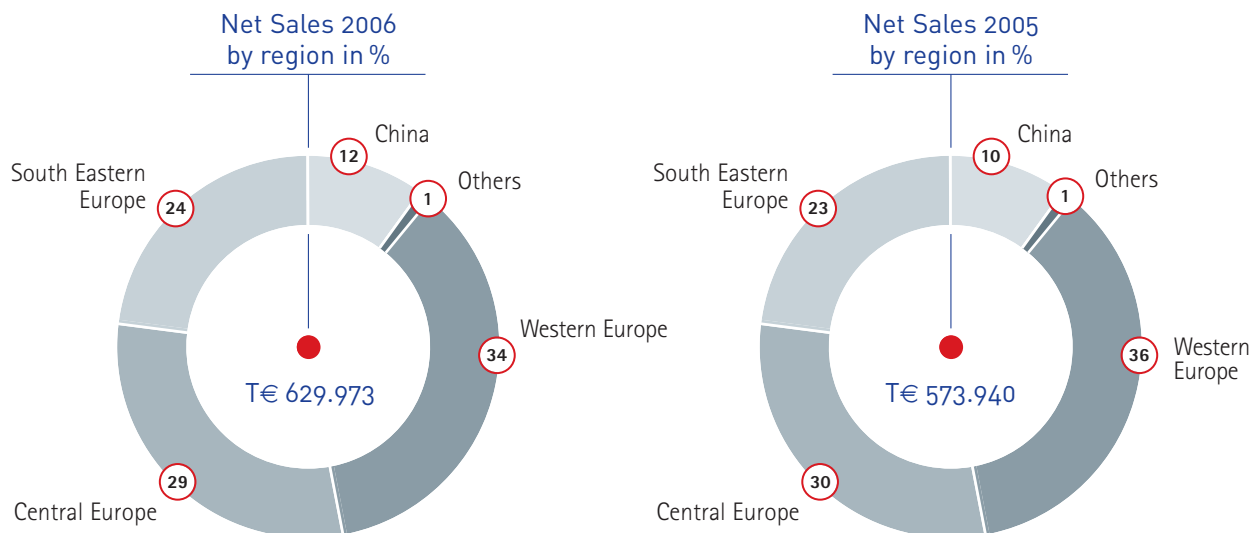 Net Sales 2006
by region in %
China
12
Others
1
South Eastern
Europe
24
Western Europe
34
T€ 629.973
29
Central Europe
Net Sales 2005
by region in %
China
10
Others
1
South Eastern
Europe
23
Western
Europe
36
T€ 573.940
30
Central Europe